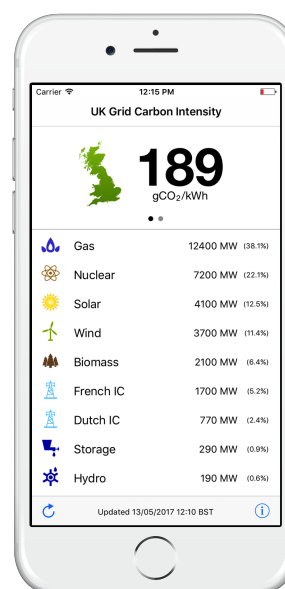 Carrier 12:15 PM
UK Grid Carbon Intensity
189
gCO₂/kWh
Gas 12400 MW (38.1%)
Nuclear 7200 MW (22.1%)
Solar 4100 MW (12.5%)
Wind 3700 MW (11.4%)
Biomass 2100 MW (6.4%)
French IC 1700 MW (5.2%)
Dutch IC 770 MW (2.4%)
Storage 290 MW (0.9%)
Hydro 190 MW (0.6%)
Updated 13/05/2017 12:10 BST